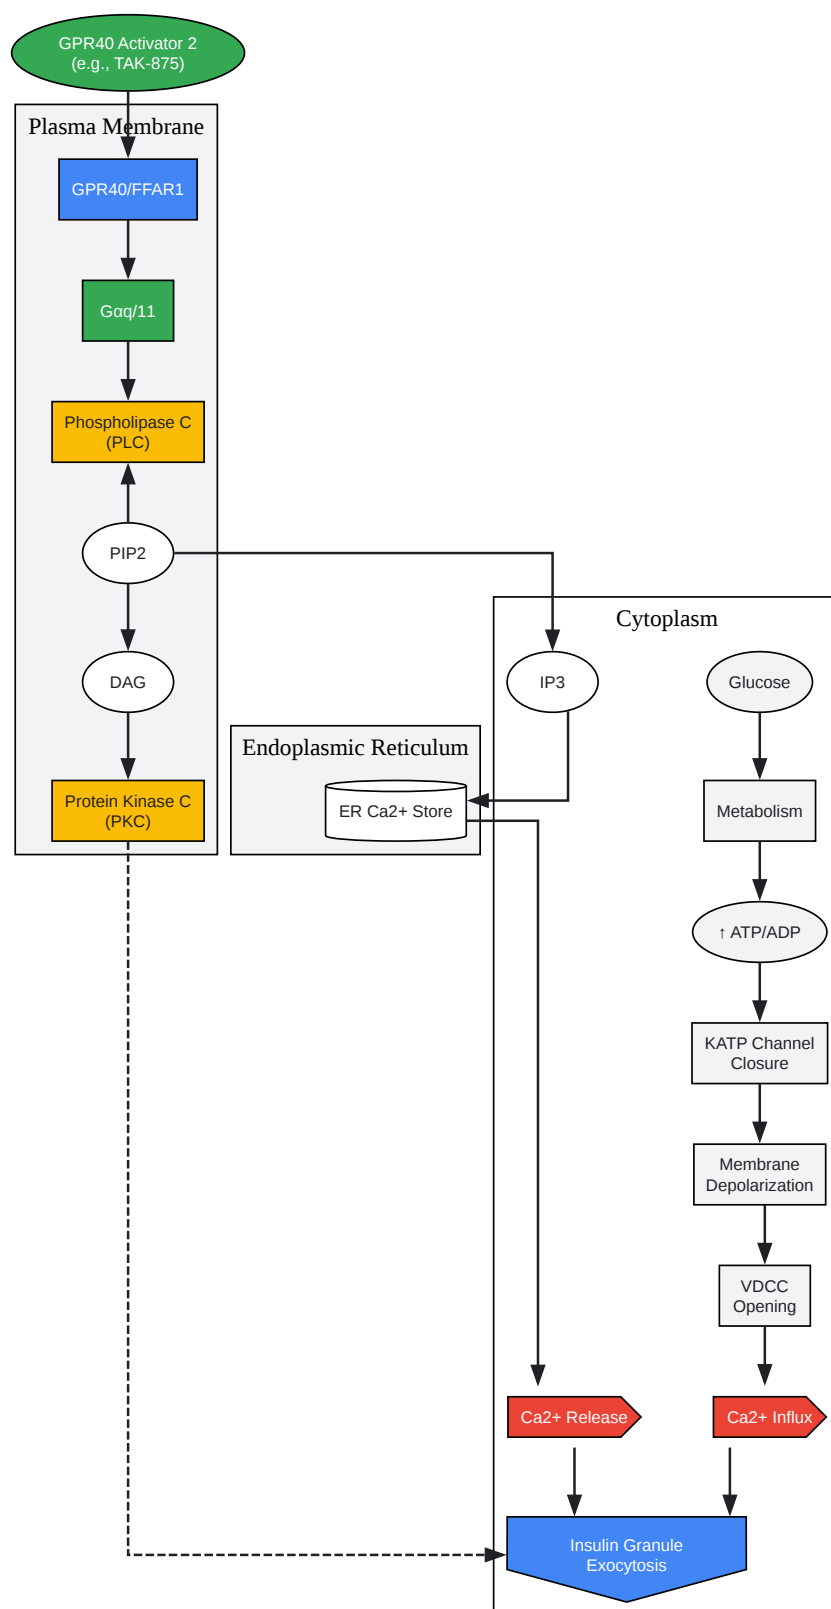 GPR40 Activator 2
(e.g., TAK-875)
Plasma Membrane
GPR40/FFAR1
Gαq/11
Phospholipase C
(PLC)
PIP2
DAG
Protein Kinase C
(PKC)
Endoplasmic Reticulum
ER Ca2+ Store
Cytoplasm
IP3
Glucose
Metabolism
↑ ATP/ADP
KATP Channel
Closure
Membrane
Depolarization
VDCC
Opening
Ca2+ Release
Ca2+ Influx
Insulin Granule
Exocytosis